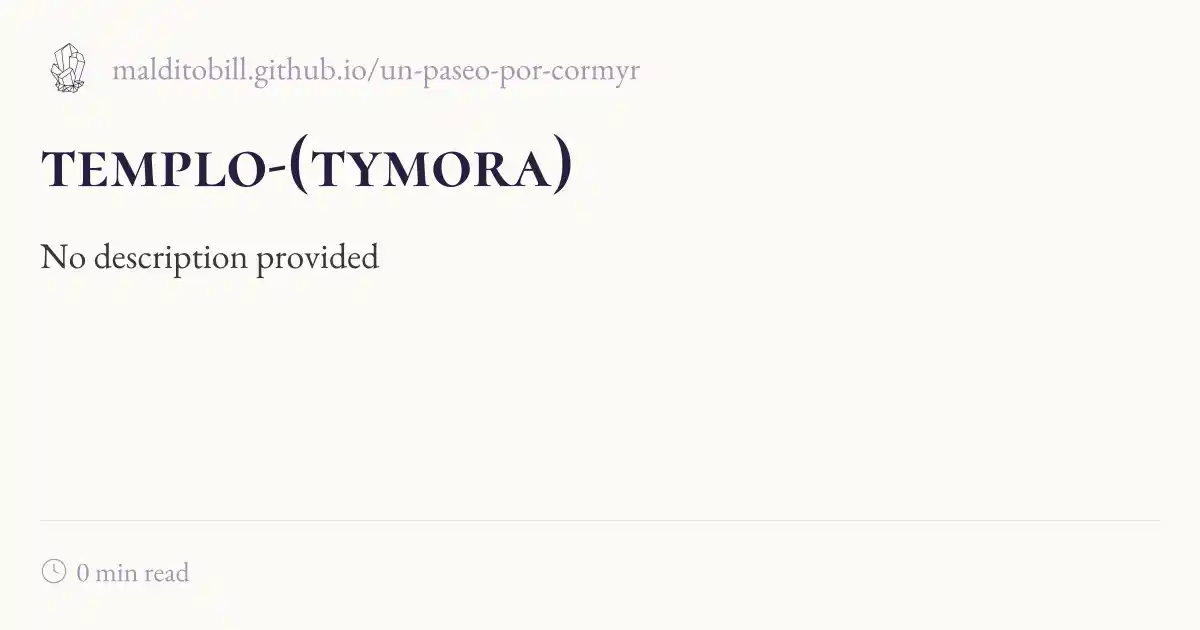 malditobill.github.io/un-paseo-por-cormyr
TEMPLO-(TYMORA)
No description provided
0 min read